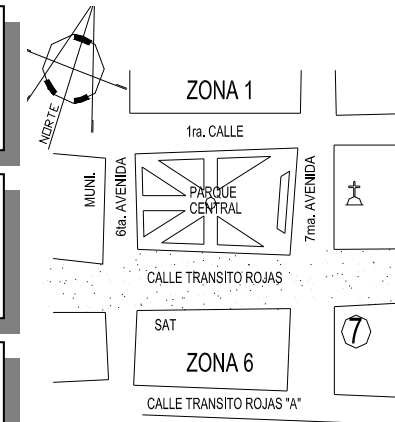 ZONA 1
NORTE
1ra. CALLE
MUNI.
6ta. AVENIDA
PARQUE
CENTRAL
7ma. AVENIDA
CALLE TRANSITO ROJAS
SAT
7
ZONA 6
CALLE TRANSITO ROJAS "A"